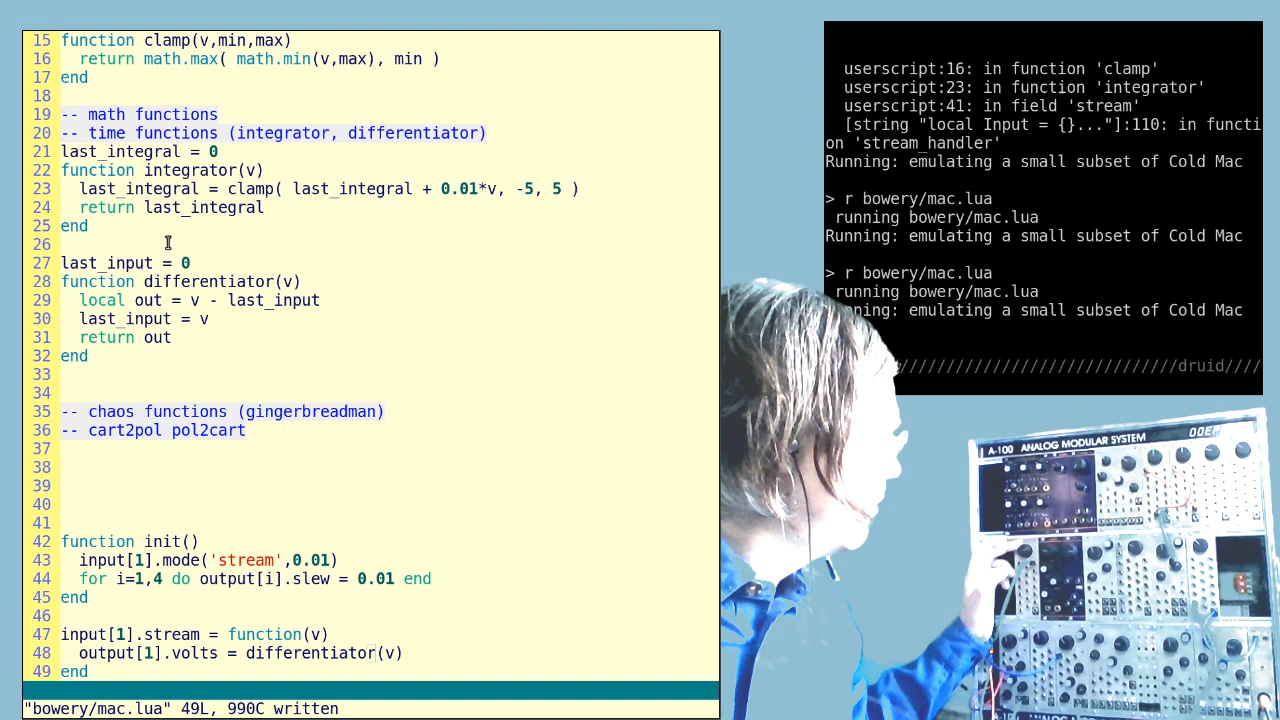 15 function clamp(v,min,max)
16   return math.max( math.min(v,max), min )
17 end
18
19 -- math functions
20 -- time functions (integrator, differentiator)
21 last_integral = 0
22 function integrator(v)
23   last_integral = clamp( last_integral + 0.01*v, -5, 5 )
24   return last_integral
25 end
26
27 last_input = 0
28 function differentiator(v)
29   local out = v - last_input
30   last_input = v
31   return out
32 end
33
34
35 -- chaos functions (gingerbreadman)
36 -- cart2pol pol2cart
37
38
39
40
41
42 function init()
43   input[1].mode('stream',0.01)
44   for i=1,4 do output[i].slew = 0.01 end
45 end
46
47 input[1].stream = function(v)
48   output[1].volts = differentiator(v)
49 end
"bowery/mac.lua" 49L, 990C written
userscript:16: in function 'clamp'
userscript:23: in function 'integrator'
userscript:41: in field 'stream'
[string "local Input = {}..."]:110: in functi
on 'stream_handler'
Running: emulating a small subset of Cold Mac
> r bowery/mac.lua
running bowery/mac.lua
Running: emulating a small subset of Cold Mac
> r bowery/mac.lua
running bowery/mac.lua
ning: emulating a small subset of Cold Mac
//////////////////////////////druid////
A-100 ANALOG MODULAR SYSTEM